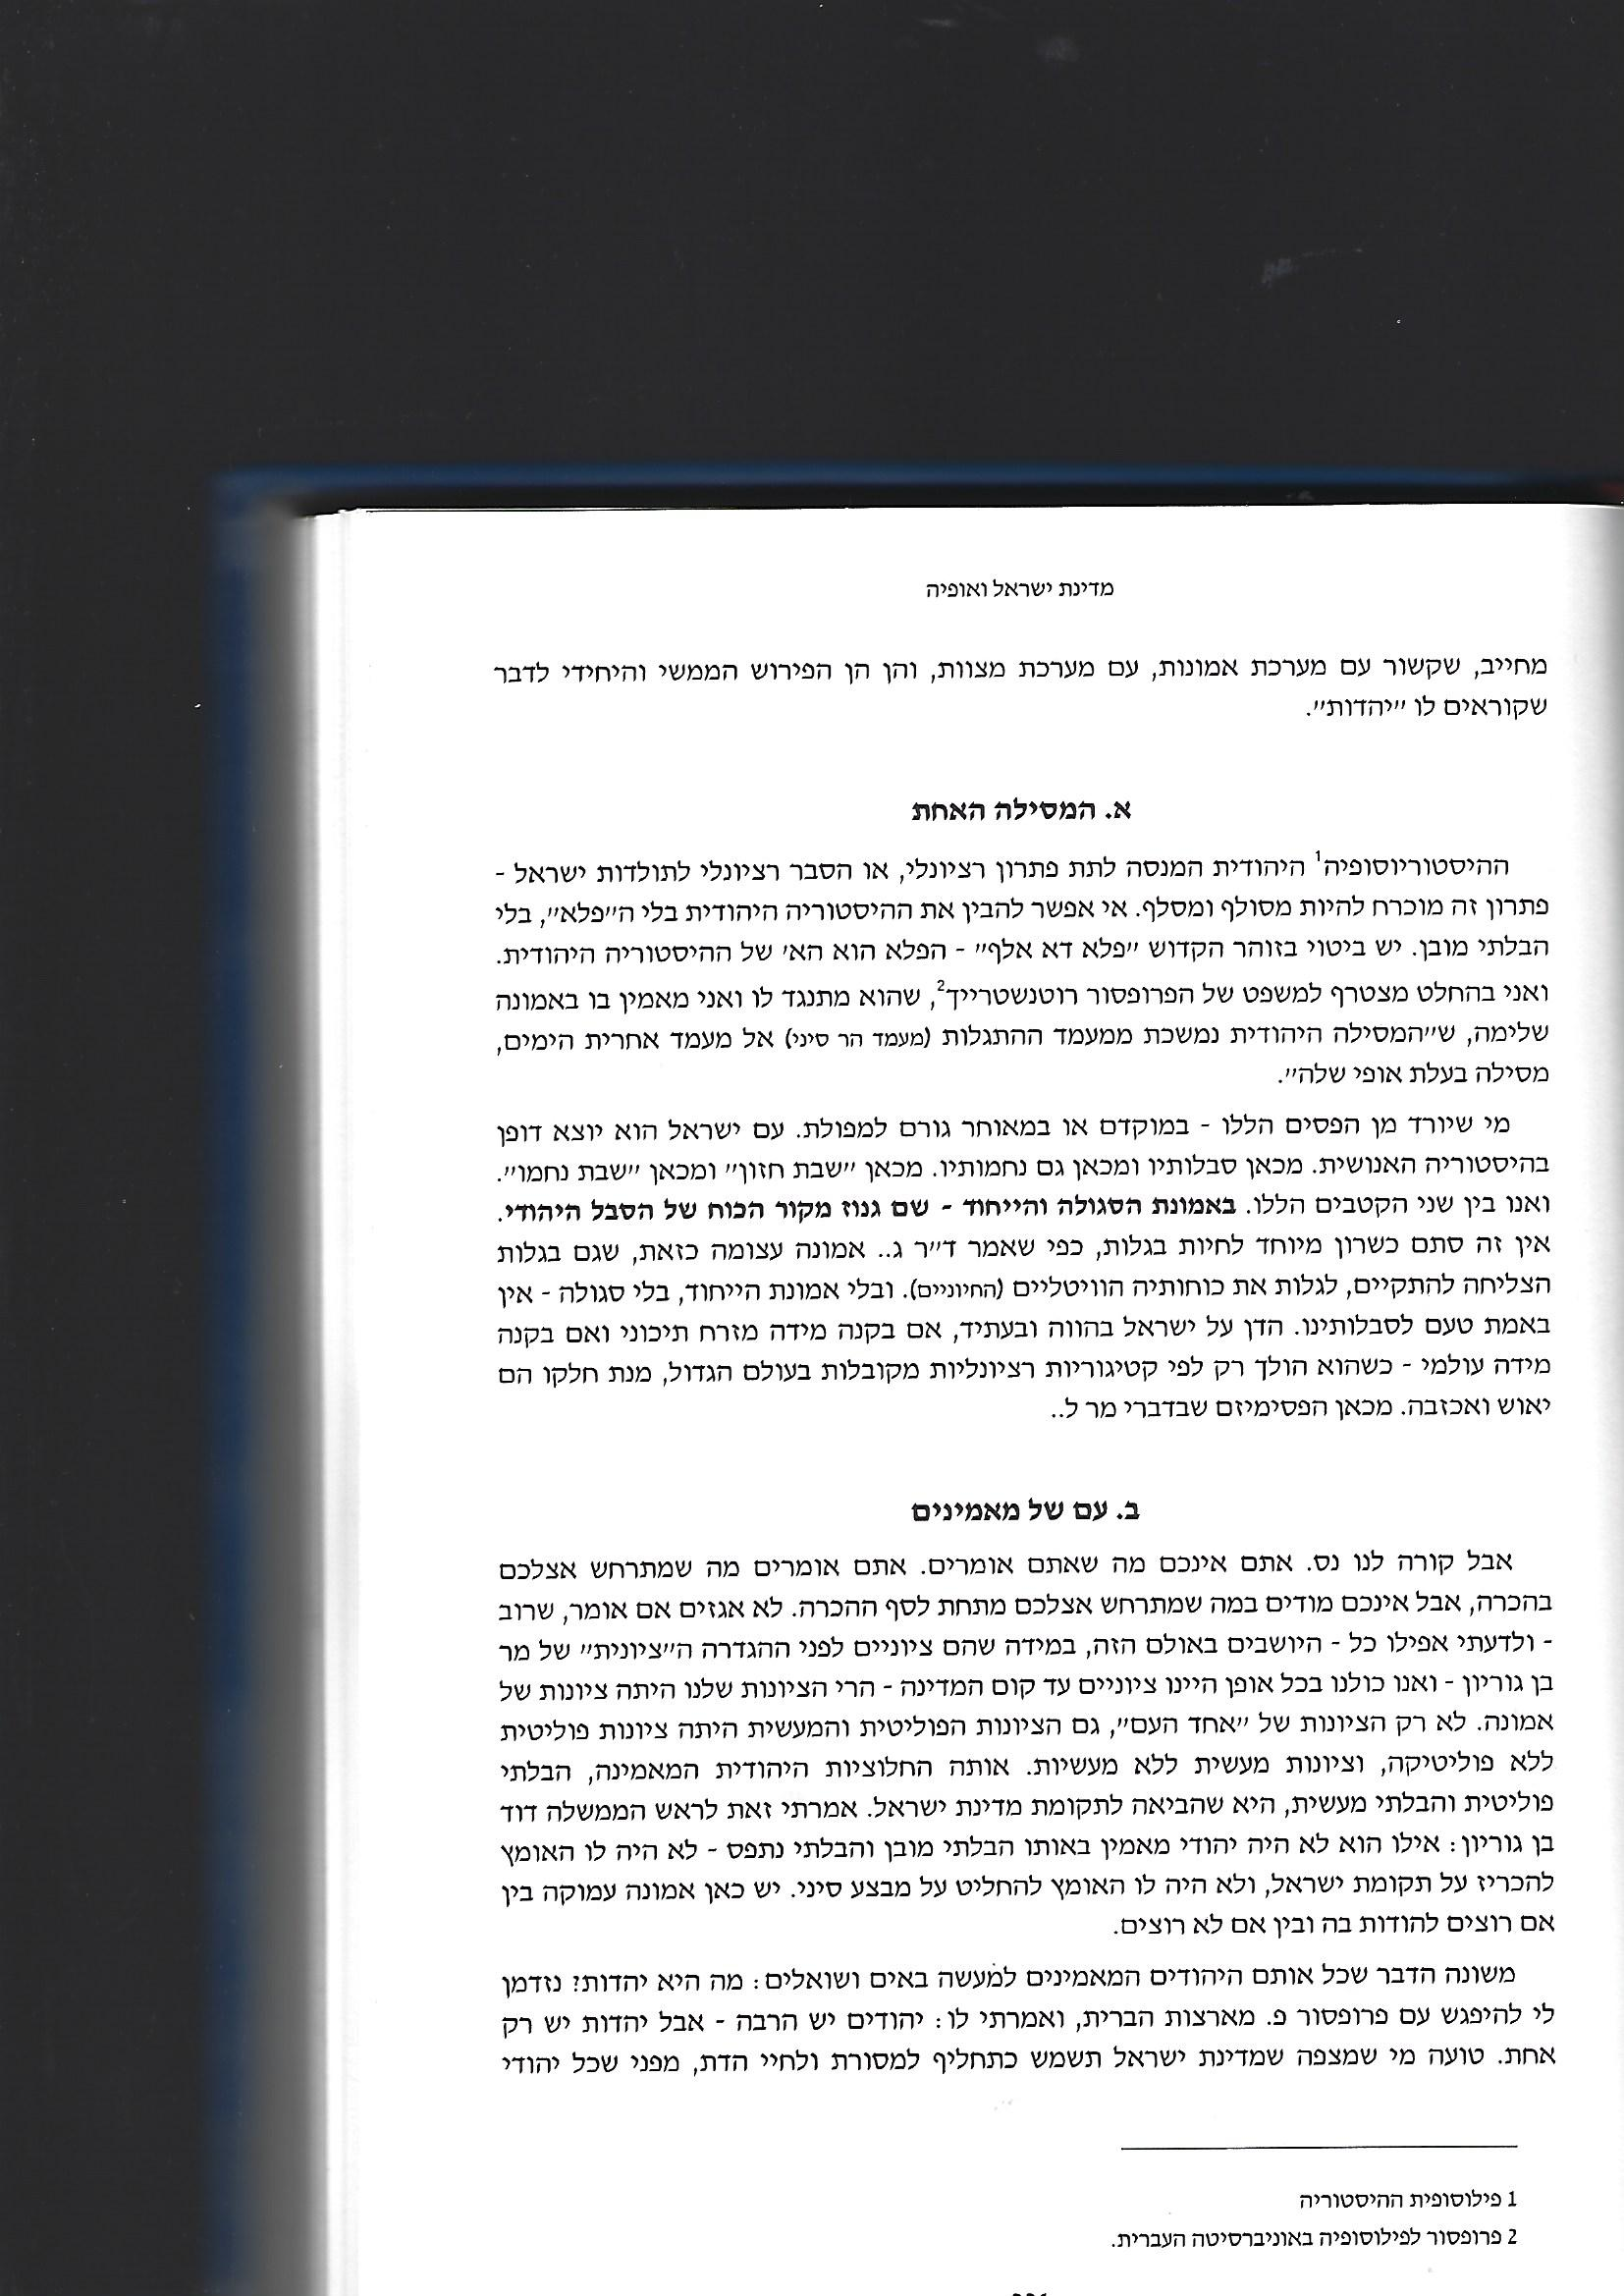 מדינת ישראל ואופיה
מחייב, שקשור עם מערכת אמונות, עם מערכת מצוות, והן הן הפירוש הממשי והיחידי לדבר
שקוראים לו ״יהדות״.
א. המסילה האחת
ההיסטוריוסופיה1 היהודית המנסה לתת פתרון רציונלי, או הסבר רציונלי לתולדות ישראל -
פתרון זה מוכרח להיות מסולף ומסלף. אי אפשר להבין את ההיסטוריה היהודית בלי ה״פלא״, בלי
הבלתי מובן. יש ביטוי בזוהר הקדוש ״פלא דא אלף״ - הפלא הוא הא׳ של ההיסטוריה היהודית.
ואני בהחלט מצטרף למשפט של הפרופסור רוטנשטרייך2, שהוא מתנגד לו ואני מאמין בו באמונה
שלימה, ש״המסילה היהודית נמשכת ממעמד ההתגלות (מעמד הר סיני) אל מעמד אחרית הימים,
מסילה בעלת אופי שלה״.
מי שיורד מן הפסים הללו - במוקדם או במאוחר גורם למפולת. עם ישראל הוא יוצא דופן
בהיסטוריה האנושית. מכאן סבלותיו ומכאן גם נחמותיו. מכאן ״שבת חזון״ ומכאן ״שבת נחמו״.
ואנו בין שני הקטבים הללו. באמונת הסגולה והייחוד - שם גנוז מקור הכוח של הסבל היהודי.
אין זה סתם כשרון מיוחד לחיות בגלות, כפי שאמר ד״ר ג.. אמונה עצומה כזאת, שגם בגלות
הצליחה להתקיים, לגלות את כוחותיה הוויטליים (החיוניים). ובלי אמונת הייחוד, בלי סגולה - אין
באמת טעם לסבלותינו. הדן על ישראל בהווה ובעתיד, אם בקנה מידה מזרח תיכוני ואם בקנה
מידה עולמי - כשהוא הולך רק לפי קטיגוריות רציונליות מקובלות בעולם הגדול, מנת חלקו הם
יאוש ואכזבה. מכאן הפסימיזם שבדברי מר ל..
ב. עם של מאמינים
אבל קורה לנו נס. אתם אינכם מה שאתם אומרים. אתם אומרים מה שמתרחש אצלכם
בהכרה, אבל אינכם מודים במה שמתרחש אצלכם מתחת לסף ההכרה. לא אגזים אם אומר, שרוב
- ולדעתי אפילו כל - היושבים באולם הזה, במידה שהם ציוניים לפני ההגדרה ה״ציונית״ של מר
בן גוריון - ואנו כולנו בכל אופן היינו ציוניים עד קום המדינה - הרי הציונות שלנו היתה ציונות של
אמונה. לא רק הציונות של ״אחד העם״, גם הציונות הפוליטית והמעשית היתה ציונות פוליטית
ללא פוליטיקה, וציונות מעשית ללא מעשיות. אותה החלוציות היהודית המאמינה, הבלתי
פוליטית והבלתי מעשית, היא שהביאה לתקומת מדינת ישראל. אמרתי זאת לראש הממשלה דוד
בן גוריון: אילו הוא לא היה יהודי מאמין באותו הבלתי מובן והבלתי נתפס - לא היה לו האומץ
להכריז על תקומת ישראל, ולא היה לו האומץ להחליט על מבצע סיני. יש כאן אמונה עמוקה בין
אם רוצים להודות בה ובין אם לא רוצים.
משונה הדבר שכל אותם היהודים המאמינים למעשה באים ושואלים: מה היא יהדות? נזדמן
לי להיפגש עם פרופסור פ. מארצות הברית, ואמרתי לו: יהודים יש הרבה - אבל יהדות יש רק
אחת. טועה מי שמצפה שמדינת ישראל תשמש כתחליף למסורת ולחיי הדת, מפני שכל יהודי
1 פילוסופית ההיסטוריה
2 פרופסור לפילוסופיה באוניברסיטה העברית.